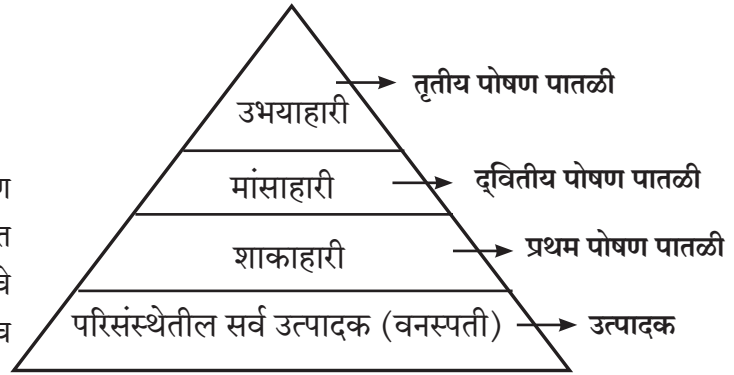 तृतीय पोषण पातळी
उभयाहारी
मांसाहारी
द्वितीय पोषण पातळी
शाकाहारी
प्रथम पोषण पातळी
परिसंस्थेतील सर्व उत्पादक (वनस्पती)
उत्पादक